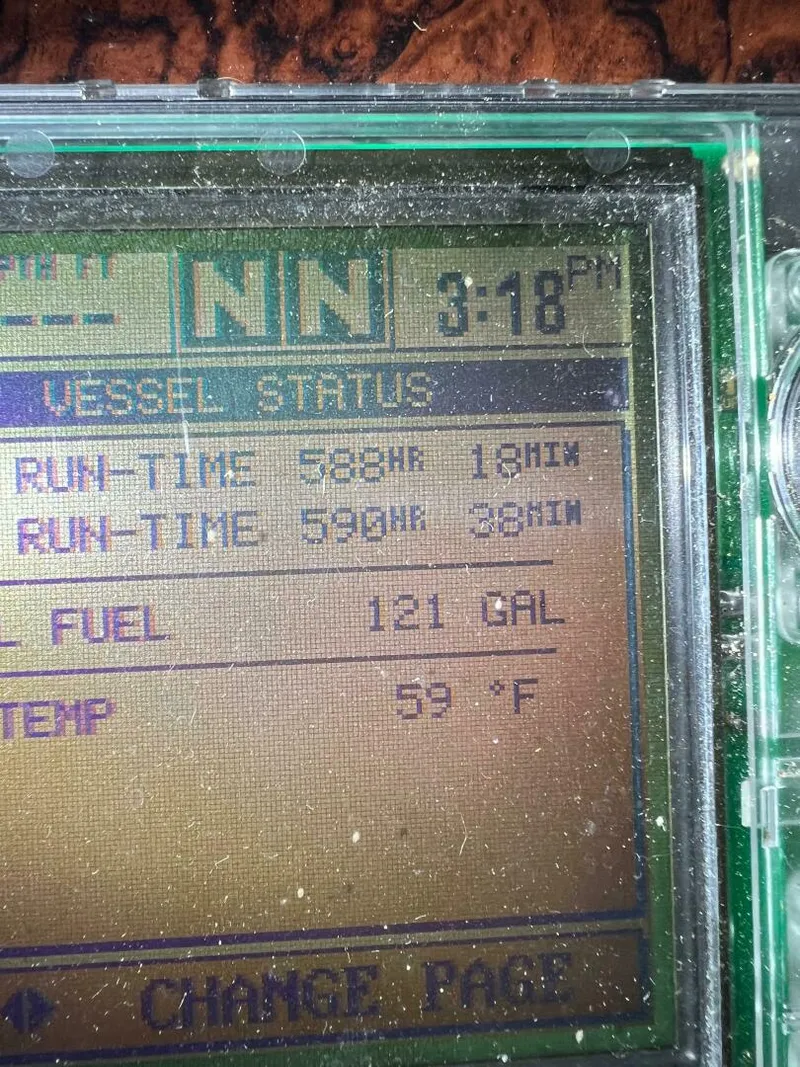 N N 3:18PM
VESSEL STATUS
RUN-TIME 588HR 18MIN
RUN-TIME 590HR 38MIN
L FUEL 121 GAL
TEMP 59 °F
CHANGE PAGE